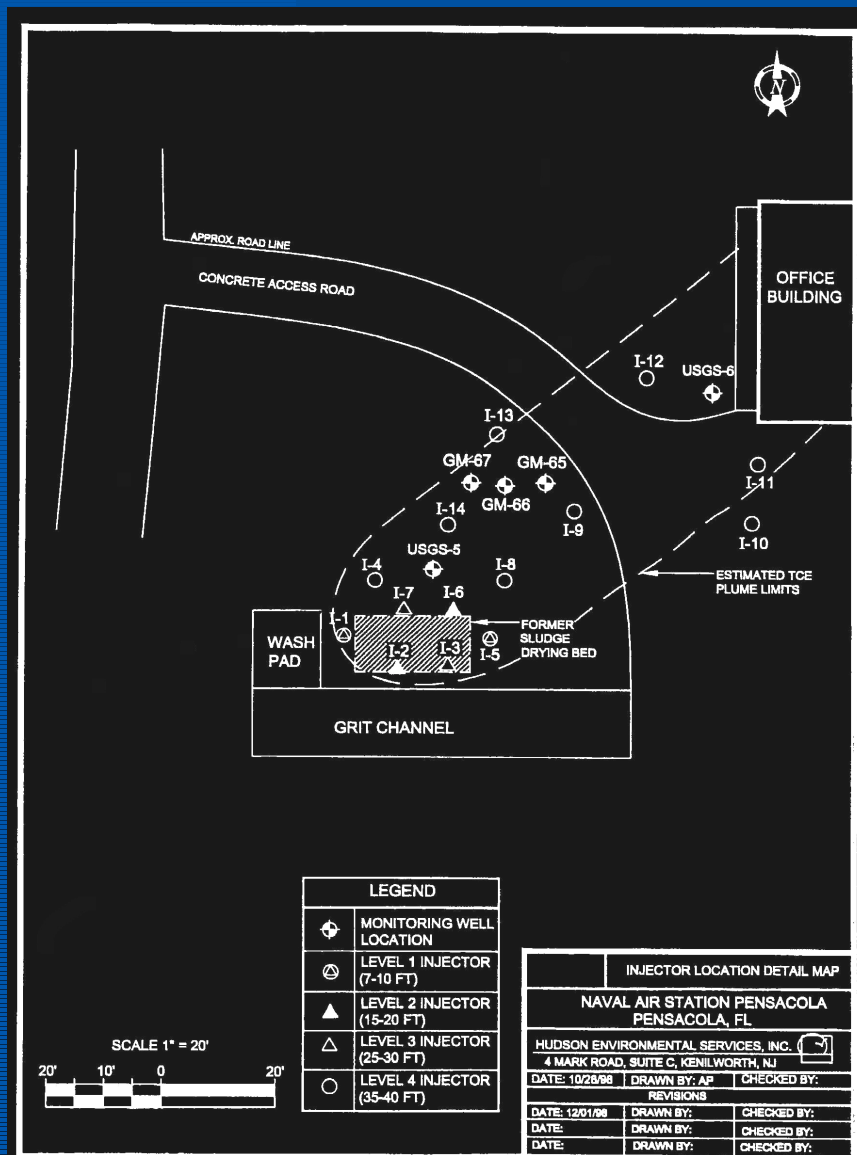 N
APPROX. ROAD LINE
CONCRETE ACCESS ROAD
OFFICE
BUILDING
I-12
USGS-6
I-13
GM-67
GM-65
GM-66
I-11
I-14
I-9
I-10
USGS-5
I-4
I-8
ESTIMATED TCE
PLUME LIMITS
I-7
I-6
I-1
FORMER
SLUDGE
DRYING BED
WASH
PAD
I-2
I-3
I-5
GRIT CHANNEL
LEGEND
MONITORING WELL
LOCATION
LEVEL 1 INJECTOR
(7-10 FT)
LEVEL 2 INJECTOR
(15-20 FT)
LEVEL 3 INJECTOR
(25-30 FT)
LEVEL 4 INJECTOR
(35-40 FT)
SCALE 1" = 20'
20' 10' 0 20'
INJECTOR LOCATION DETAIL MAP
NAVAL AIR STATION PENSACOLA
PENSACOLA, FL
HUDSON ENVIRONMENTAL SERVICES, INC.
4 MARK ROAD, SUITE C, KENILWORTH, NJ
DATE: 10/28/98 DRAWN BY: AP CHECKED BY:
REVISIONS
DATE: 12/01/98 DRAWN BY: CHECKED BY:
DATE: DRAWN BY: CHECKED BY:
DATE: DRAWN BY: CHECKED BY: